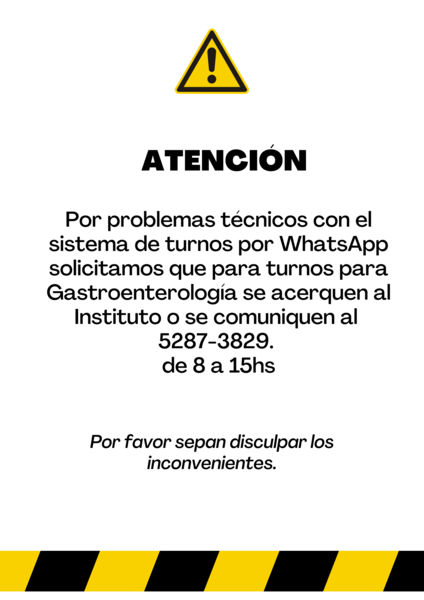 ATENCIÓN
Por problemas técnicos con el
sistema de turnos por WhatsApp
solicitamos que para turnos para
Gastroenterología se acerquen al
Instituto o se comuniquen al
5287-3829.
de 8 a 15hs
Por favor sepan disculpar los
inconvenientes.